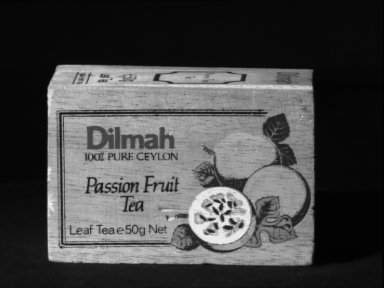 Dilmah
100% PURE CEYLON
Passion Fruit
Tea
Leaf Tea e 50g Net